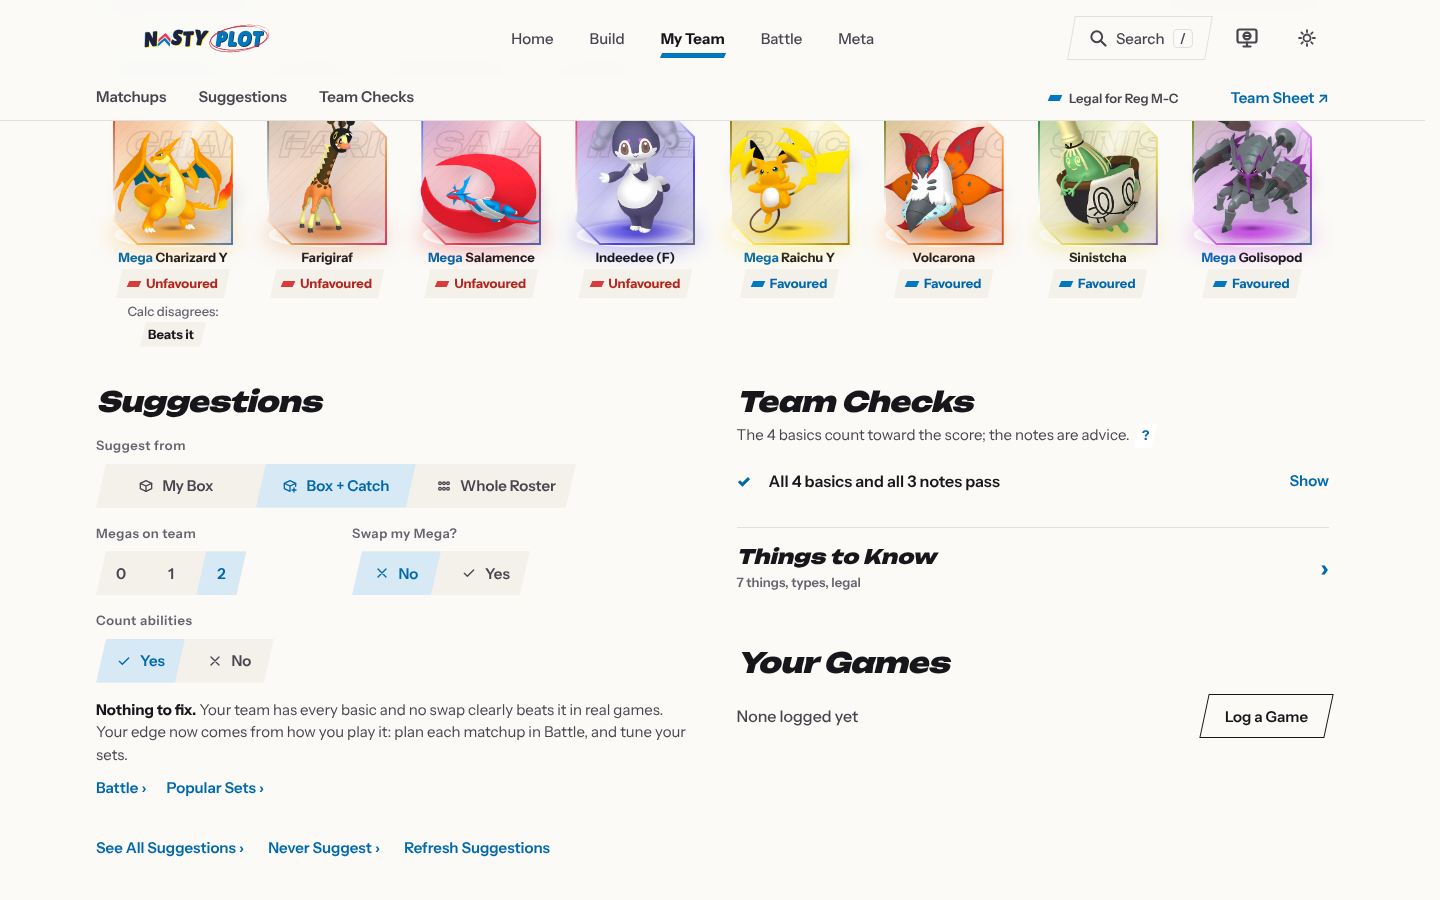 NASTY PLOT
Home
Build
My Team
Battle
Meta
Search /
Matchups
Suggestions
Team Checks
Legal for Reg M-C
Team Sheet ↗
Mega Charizard Y
Farigiraf
Mega Salamence
Indeedee (F)
Mega Raichu Y
Volcarona
Sinistcha
Mega Golisopod
Unfavoured
Unfavoured
Unfavoured
Unfavoured
Favoured
Favoured
Favoured
Favoured
Calc disagrees:
Beats it
Suggestions
Suggest from
My Box
Box + Catch
Whole Roster
Megas on team
Swap my Mega?
0
1
2
No
Yes
Count abilities
Yes
No
Nothing to fix. Your team has every basic and no swap clearly beats it in real games.
Your edge now comes from how you play it: plan each matchup in Battle, and tune your
sets.
Battle ›
Popular Sets ›
See All Suggestions ›
Never Suggest ›
Refresh Suggestions
Team Checks
The 4 basics count toward the score; the notes are advice. ?
All 4 basics and all 3 notes pass
Show
Things to Know
7 things, types, legal
›
Your Games
None logged yet
Log a Game